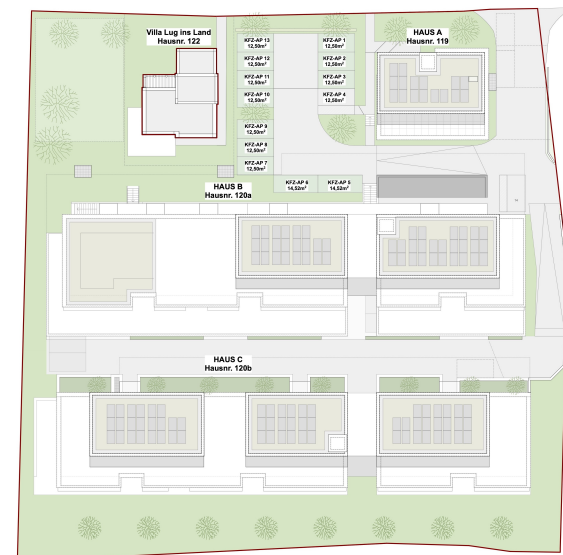 Villa Lug ins Land
Hausnr. 122
KFZ-AP 13
12,50m²
KFZ-AP 12
12,50m²
KFZ-AP 11
12,50m²
KFZ-AP 10
12,50m²
KFZ-AP 9
12,50m²
KFZ-AP 8
12,50m²
KFZ-AP 7
12,50m²
KFZ-AP 1
12,50m²
KFZ-AP 2
12,50m²
KFZ-AP 3
12,50m²
KFZ-AP 4
12,50m²
KFZ-AP 6
14,52m²
KFZ-AP 5
14,52m²
HAUS A
Hausnr. 119
HAUS B
Hausnr. 120a
HAUS C
Hausnr. 120b